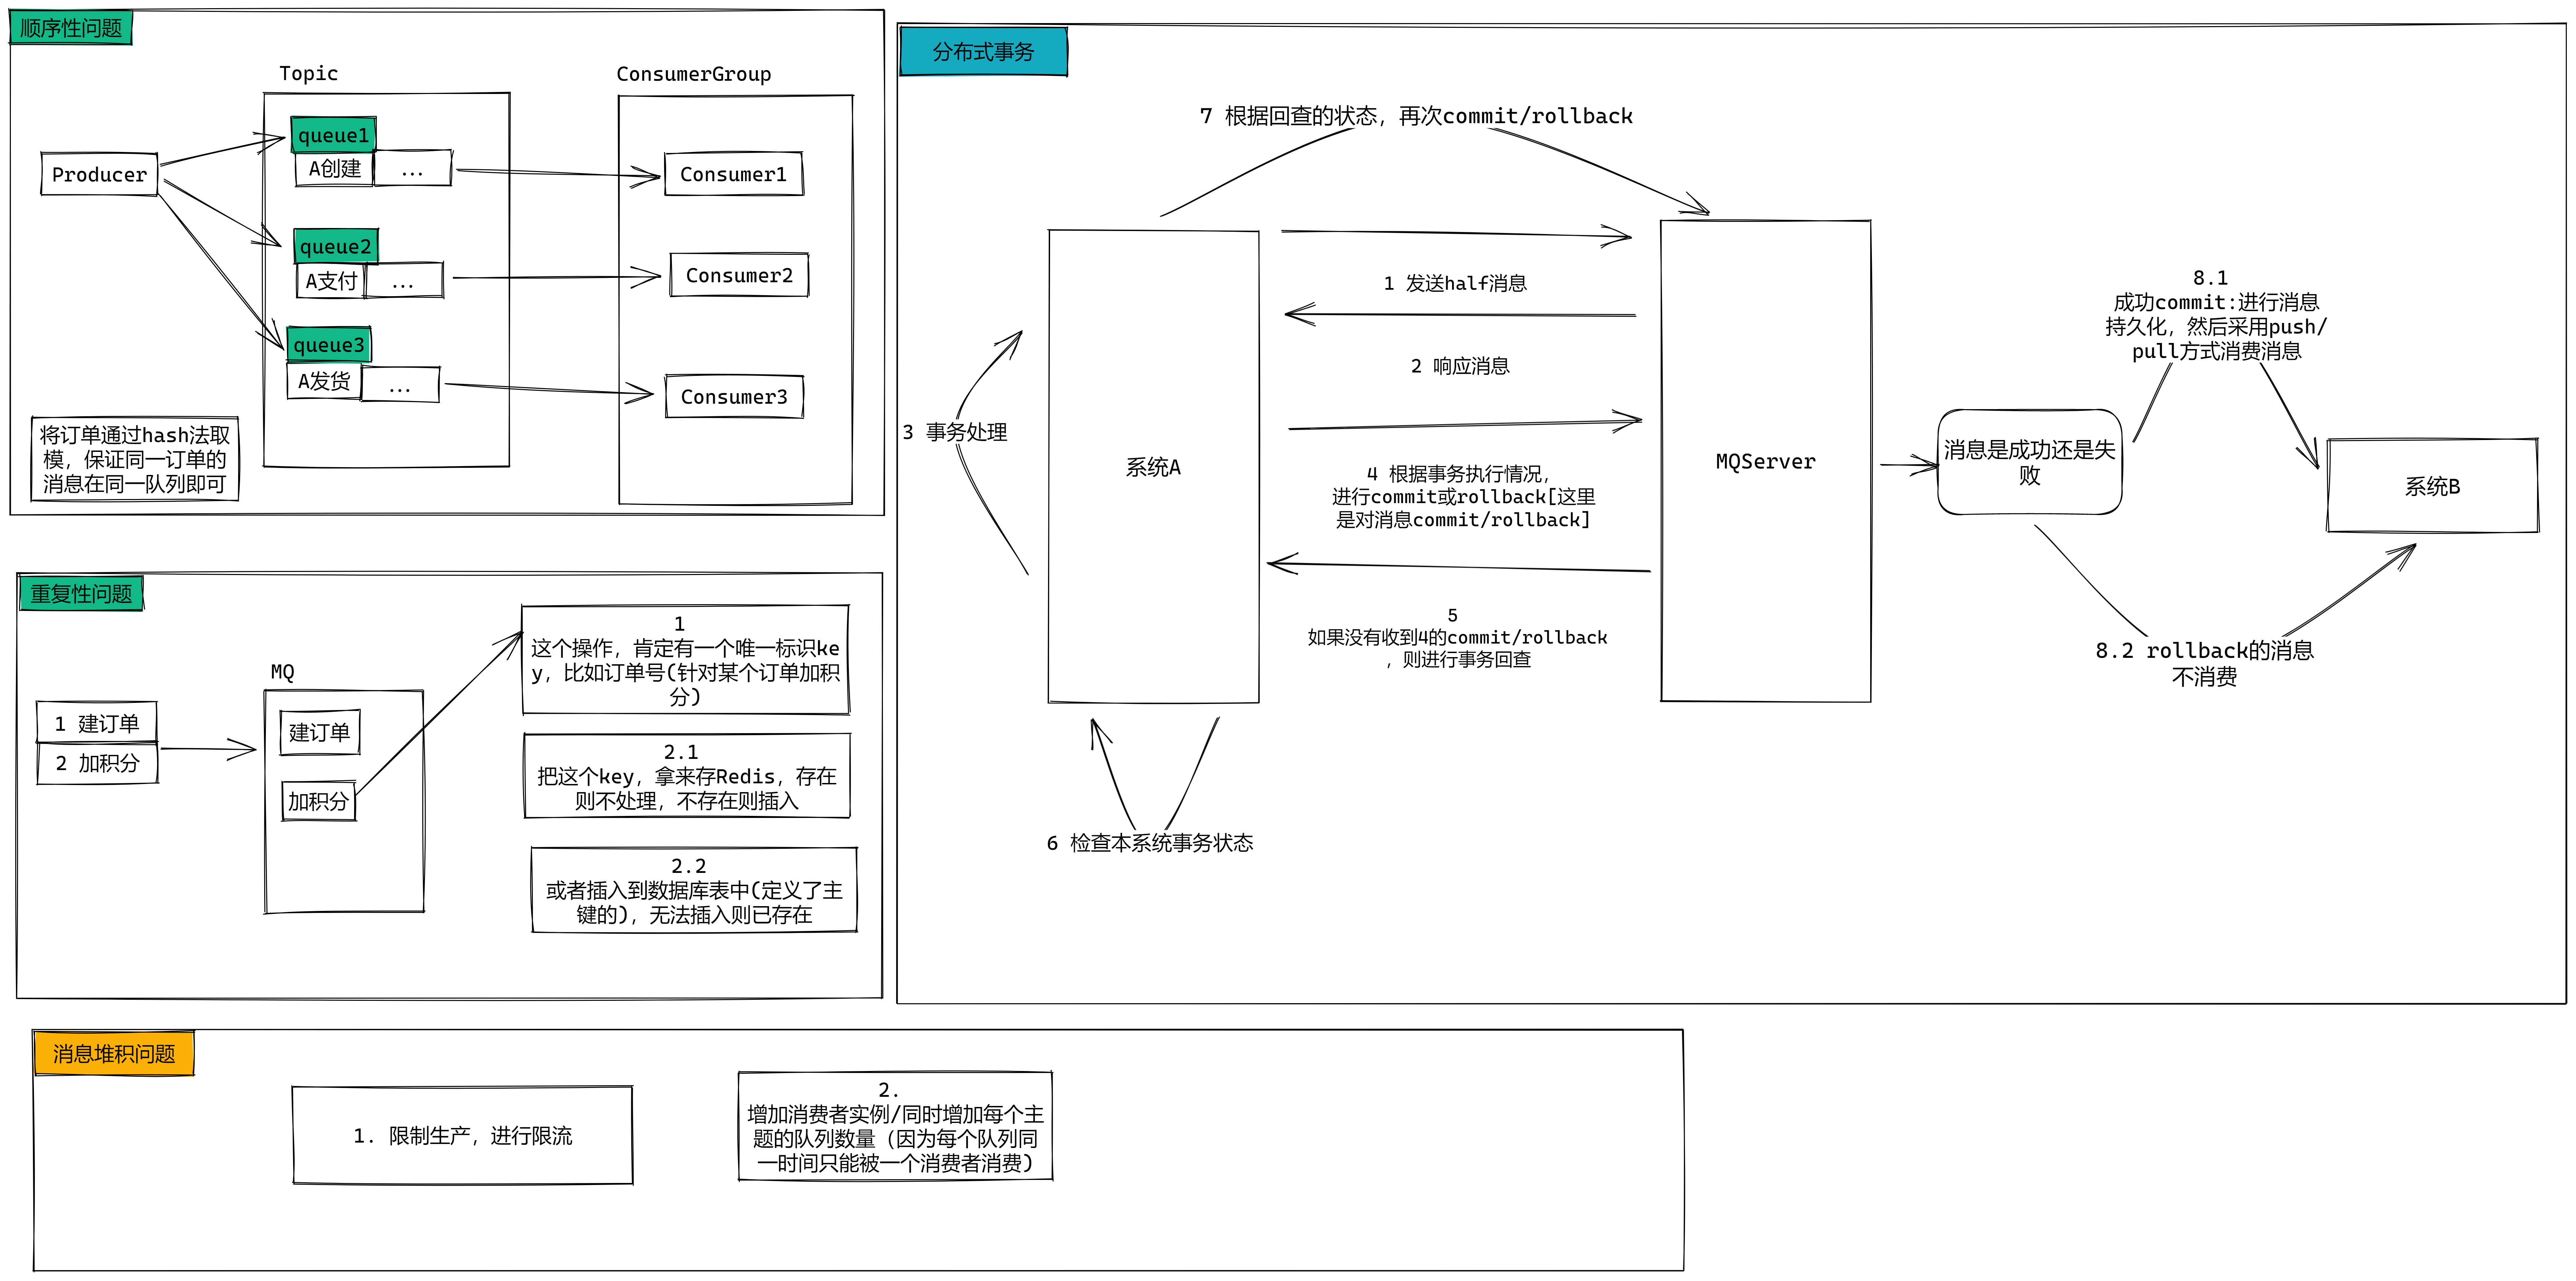 顺序性问题
Topic
ConsumerGroup
Producer
queue1
A创建
...
Consumer1
queue2
A支付
...
Consumer2
queue3
A发货
...
Consumer3
将订单通过hash法取
模，保证同一订单的
消息在同一队列即可
重复性问题
1 建订单
2 加积分
MQ
建订单
加积分
1
这个操作，肯定有一个唯一标识ke
y，比如订单号(针对某个订单加积
分)
2.1
把这个key，拿来存Redis，存在
则不处理，不存在则插入
2.2
或者插入到数据库表中(定义了主
键的)，无法插入则已存在
分布式事务
7 根据回查的状态，再次commit/rollback
1 发送half消息
2 响应消息
3 事务处理
系统A
4 根据事务执行情况，
进行commit或rollback[这里
是对消息commit/rollback]
5
如果没有收到4的commit/rollback
，则进行事务回查
6 检查本系统事务状态
MQServer
消息是成功还是失
败
8.1
成功commit:进行消息
持久化，然后采用push/
pull方式消费消息
系统B
8.2 rollback的消息
不消费
消息堆积问题
1. 限制生产，进行限流
2.
增加消费者实例/同时增加每个主
题的队列数量（因为每个队列同
一时间只能被一个消费者消费)